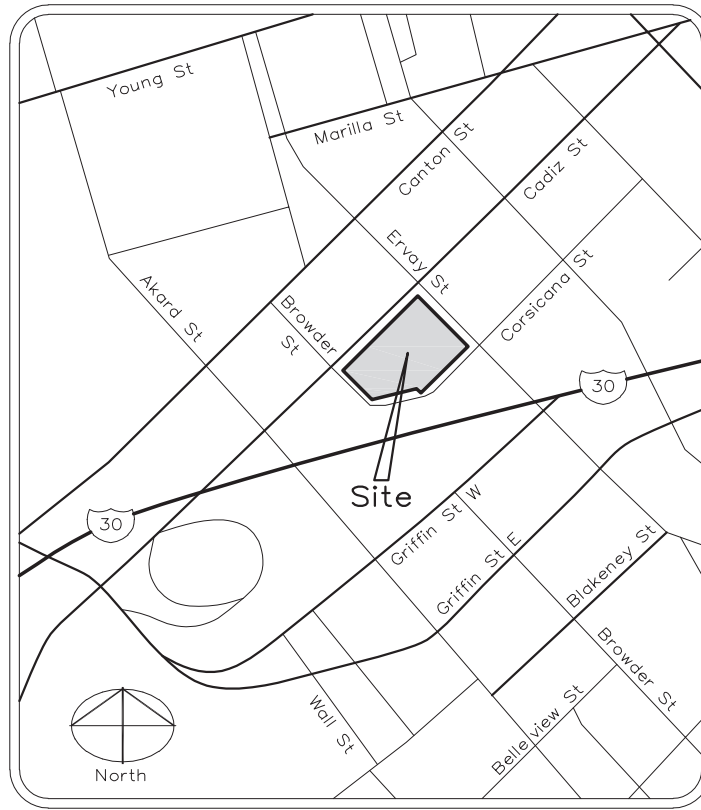 Young St
Marilla St
Canton St
Cadiz St
Ervay St
Corsicana St
Akard St
Browder
St
30
Site
30
Griffin St W
Griffin St E
Blakeney St
Browder St
Wall St
Belleview St
North